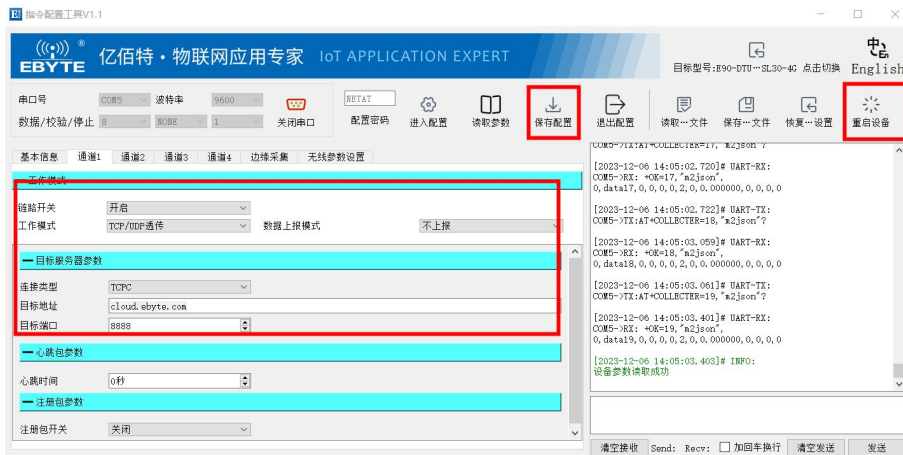 指令配置工具V1.1
EBYTE ® 亿佰特·物联网应用专家 IoT APPLICATION EXPERT
目标型号:E90-DTU…SL30-4G 点击切换 English
串口号 COM5 波特率 9600
数据/校验/停止 8 NONE 1 关闭串口
NETAT
配置密码 进入配置 读取参数 保存配置 退出配置 读取…文件 保存…文件 恢复…设置 重启设备
基本信息 通道1 通道2 通道3 通道4 边缘采集 无线参数设置
工作模式
链路开关 开启
工作模式 TCP/UDP透传 数据上报模式 不上报
目标服务器参数
连接类型 TCPC
目标地址 cloud.ebyte.com
目标端口 8888
心跳包参数
心跳时间 0秒
注册包参数
注册包开关 关闭
COM5->TX:AT+COLLECTER=17,"m2json"?
[2023-12-06 14:05:02.720]# UART-RX:
COM5->RX: +OK=17,"m2json",
0,data17,0,0,0,0,2,0,0.000000,0,0,0,0
[2023-12-06 14:05:02.722]# UART-TX:
COM5->TX:AT+COLLECTER=18,"m2json"?
[2023-12-06 14:05:03.059]# UART-RX:
COM5->RX: +OK=18,"m2json",
0,data18,0,0,0,0,2,0,0.000000,0,0,0,0
[2023-12-06 14:05:03.061]# UART-TX:
COM5->TX:AT+COLLECTER=19,"m2json"?
[2023-12-06 14:05:03.401]# UART-RX:
COM5->RX: +OK=19,"m2json",
0,data19,0,0,0,0,2,0,0.000000,0,0,0,0
[2023-12-06 14:05:03.403]# INFO:
设备参数读取成功
清空接收 Send: Recv: 加回车换行 清空发送 发送